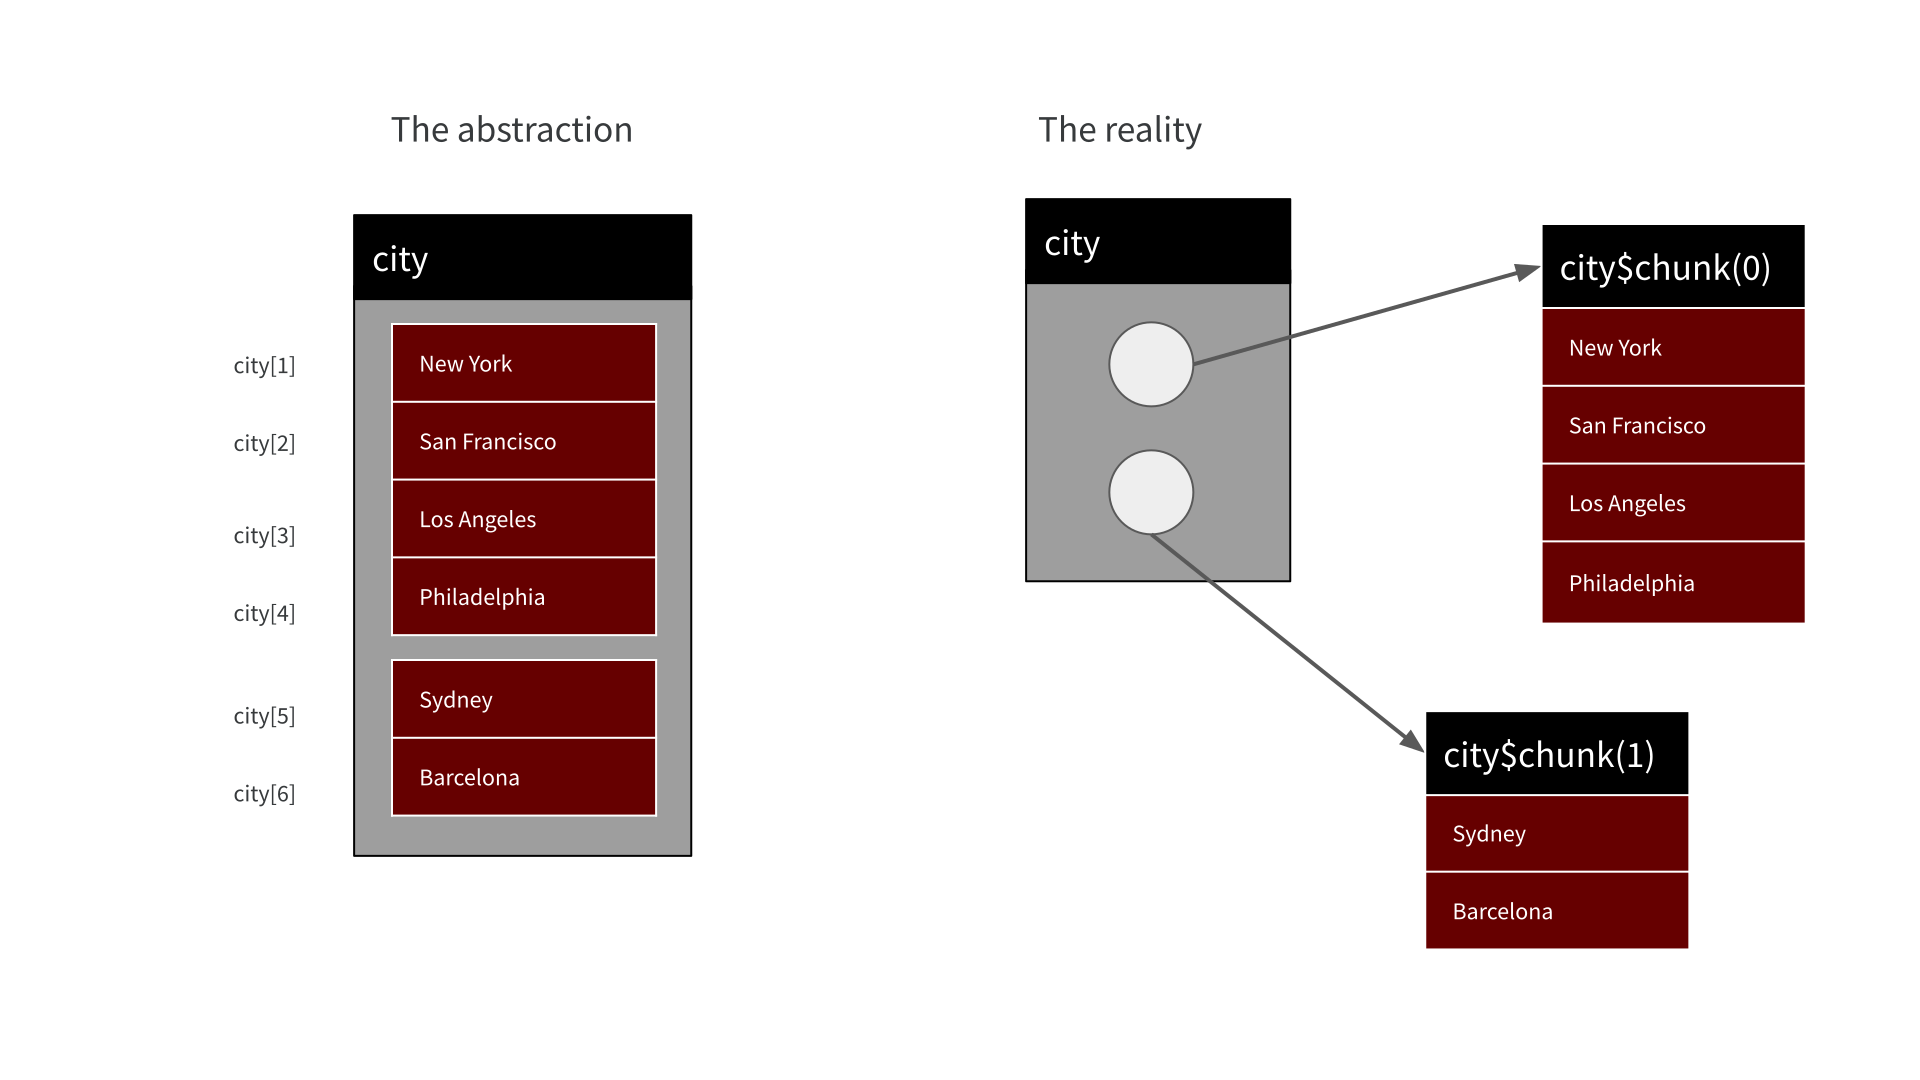 The abstraction
city
city[1]
New York
city[2]
San Francisco
city[3]
Los Angeles
city[4]
Philadelphia
city[5]
Sydney
city[6]
Barcelona
The reality
city
city$chunk(0)
New York
San Francisco
Los Angeles
Philadelphia
city$chunk(1)
Sydney
Barcelona